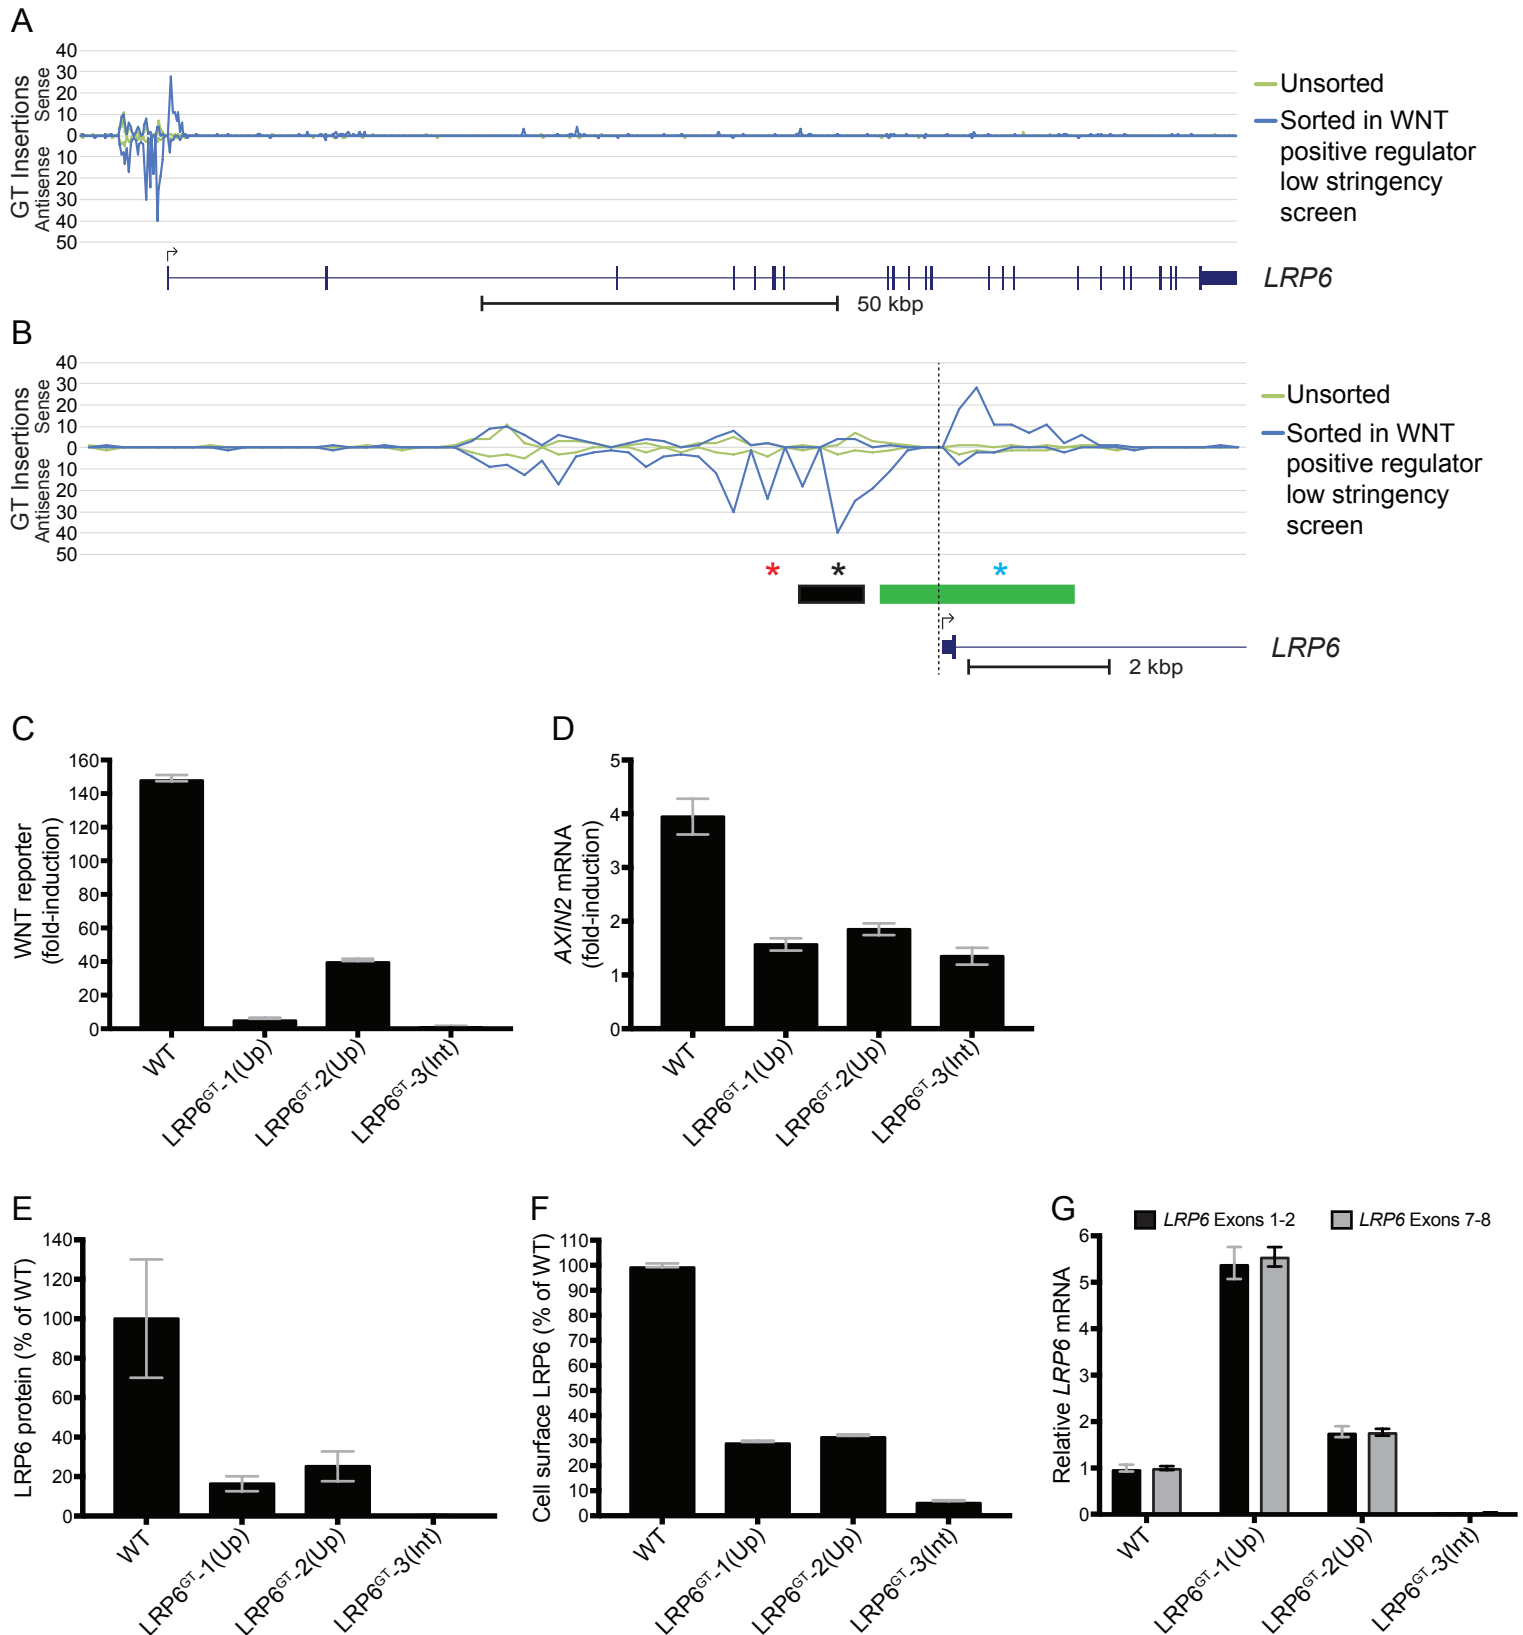 A
GT Insertions
Antisense Sense
40
30
20
10
0
10
20
30
40
50
Unsorted
Sorted in WNT
positive regulator
low stringency
screen
LRP6
50 kbp
B
GT Insertions
Antisense Sense
40
30
20
10
0
10
20
30
40
50
Unsorted
Sorted in WNT
positive regulator
low stringency
screen
* * *
LRP6
2 kbp
C
WNT reporter
(fold-induction)
160
140
120
100
80
60
40
20
0
WT
LRP6GT-1(Up)
LRP6GT-2(Up)
LRP6GT-3(Int)
D
AXIN2 mRNA
(fold-induction)
5
4
3
2
1
0
WT
LRP6GT-1(Up)
LRP6GT-2(Up)
LRP6GT-3(Int)
E
LRP6 protein (% of WT)
140
120
100
80
60
40
20
0
WT
LRP6GT-1(Up)
LRP6GT-2(Up)
LRP6GT-3(Int)
F
Cell surface LRP6 (% of WT)
110
100
90
80
70
60
50
40
30
20
10
0
WT
LRP6GT-1(Up)
LRP6GT-2(Up)
LRP6GT-3(Int)
G
LRP6 Exons 1-2
LRP6 Exons 7-8
Relative LRP6 mRNA
6
5
4
3
2
1
0
WT
LRP6GT-1(Up)
LRP6GT-2(Up)
LRP6GT-3(Int)